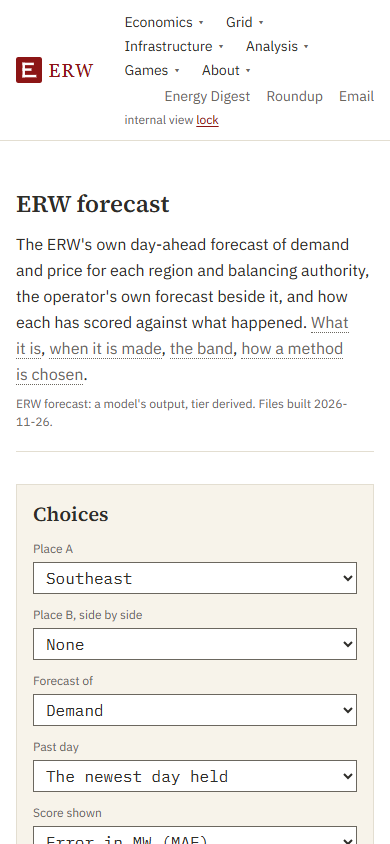 Economics ▾ Grid ▾
Infrastructure ▾ Analysis ▾
E ERW
Games ▾ About ▾
Energy Digest Roundup Email
internal view lock
ERW forecast
The ERW's own day-ahead forecast of demand
and price for each region and balancing authority,
the operator's own forecast beside it, and how
each has scored against what happened. What
it is, when it is made, the band, how a method
is chosen.
ERW forecast: a model's output, tier derived. Files built 2026-
11-26.
Choices
Place A
Southeast
Place B, side by side
None
Forecast of
Demand
Past day
The newest day held
Score shown
Error in MW (MAE)